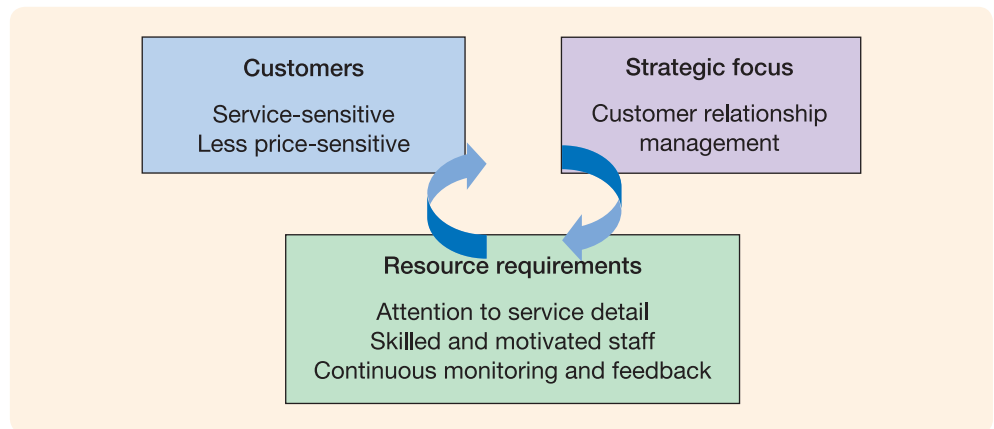 Customers
Service-sensitive
Less price-sensitive
Strategic focus
Customer relationship
management
Resource requirements
Attention to service detail
Skilled and motivated staff
Continuous monitoring and feedback